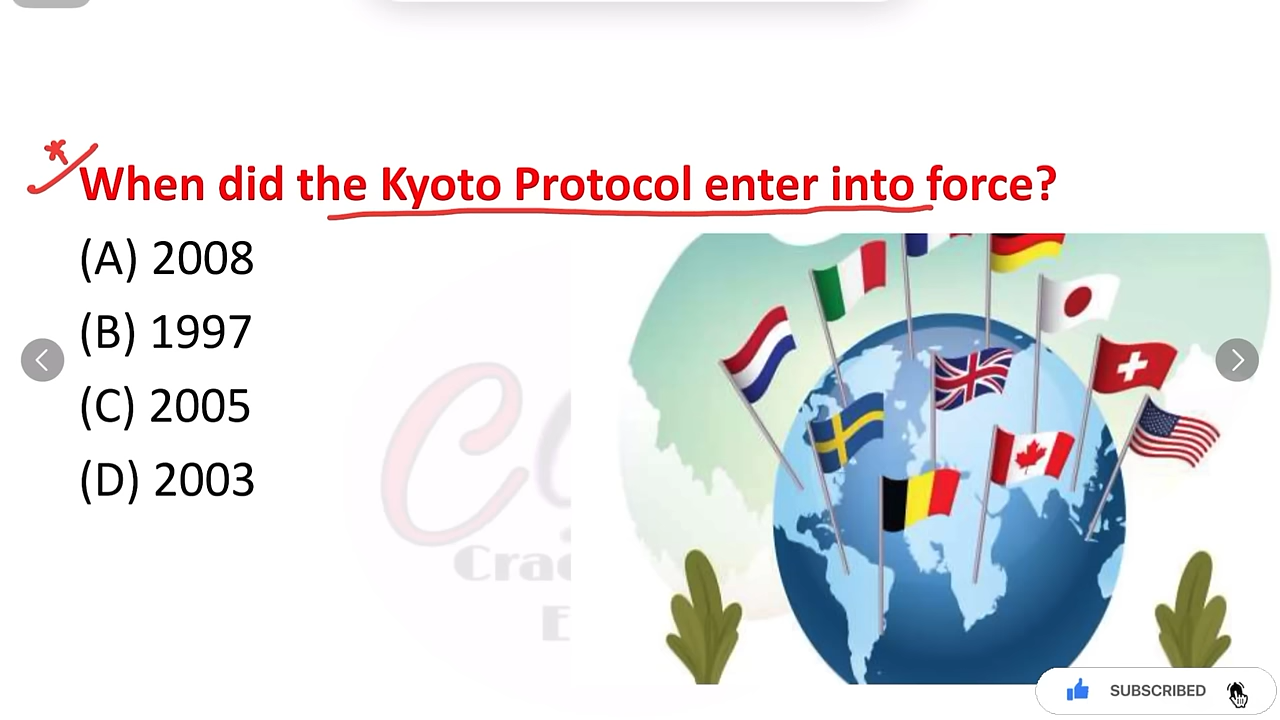 When did the Kyoto Protocol enter into force?
(A) 2008
(B) 1997
(C) 2005
(D) 2003
SUBSCRIBED